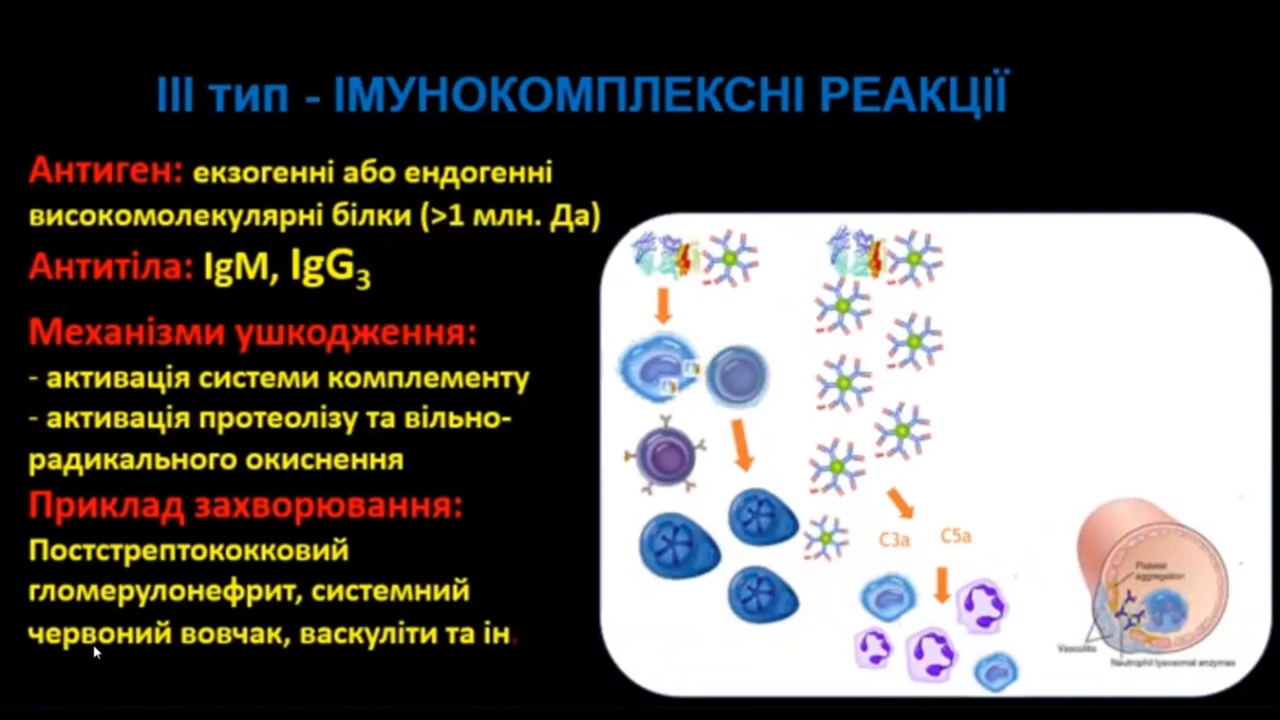 ІІІ тип - ІМУНОКОМПЛЕКСНІ РЕАКЦІЇ
Антиген: екзогенні або ендогенні
високомолекулярні білки (>1 млн. Да)
Антитіла: IgM, IgG₃
Механізми ушкодження:
- активація системи комплементу
- активація протеолізу та вільно-
радикального окиснення
Приклад захворювання:
Постстрептококковий
гломерулонефрит, системний
червоний вовчак, васкуліти та ін.
C3a C5a
Platelet
aggregation
Vasculitis
Neutrophil lysosomal enzymes